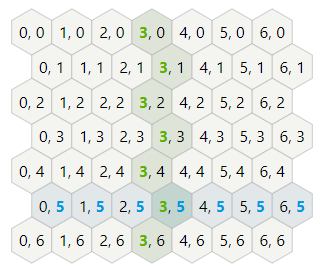 0, 0 1, 0 2, 0 3, 0 4, 0 5, 0 6, 0
0, 1 1, 1 2, 1 3, 1 4, 1 5, 1 6, 1
0, 2 1, 2 2, 2 3, 2 4, 2 5, 2 6, 2
0, 3 1, 3 2, 3 3, 3 4, 3 5, 3 6, 3
0, 4 1, 4 2, 4 3, 4 4, 4 5, 4 6, 4
0, 5 1, 5 2, 5 3, 5 4, 5 5, 5 6, 5
0, 6 1, 6 2, 6 3, 6 4, 6 5, 6 6, 6